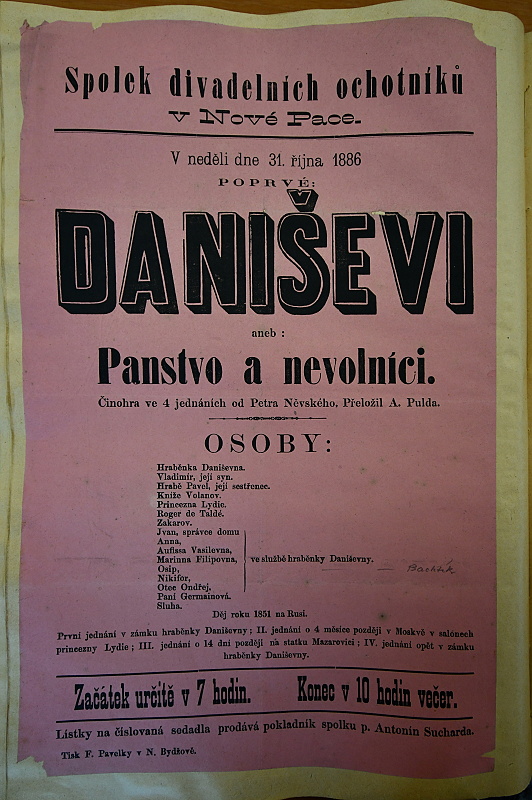 Spolek divadelních ochotníků
v Nové Pace.
V neděli dne 31. října 1886
POPRVÉ:
DANIŠEVI
aneb :
Panstvo a nevolníci.
Činohra ve 4 jednáních od Petra Něvského, Přeložil A. Pulda.
OSOBY:
Hraběnka Daniševna.
Vladimír, její syn.
Hrabě Pavel, její sestřenec.
Kníže Volanov.
Princezna Lydie.
Roger de Taldé.
Zakarov.
Jvan, správce domu
Anna,
Aufissa Vasilevna,
Marinna Filipovna,
ve službě hraběnky Daniševny.
Osip,
Nikifor,
Otec Ondřej,
Paní Germainová.
Sluha.
Děj roku 1851 na Rusi.
První jednání v zámku hraběnky Daniševny ; II. jednání o 4 měsíce později v Moskvě v salonech
princezny Lydie ; III. jednání o 14 dní později na statku Mazarovici ; IV. jednání opět v zámku
hraběnky Daniševny.
Začátek určitě v 7 hodin. Konec v 10 hodin večer.
Lístky na číslovaná sedadla prodává pokladník spolku p. Antonín Sucharda.
Tisk F. Pavelky v N. Bydžově.